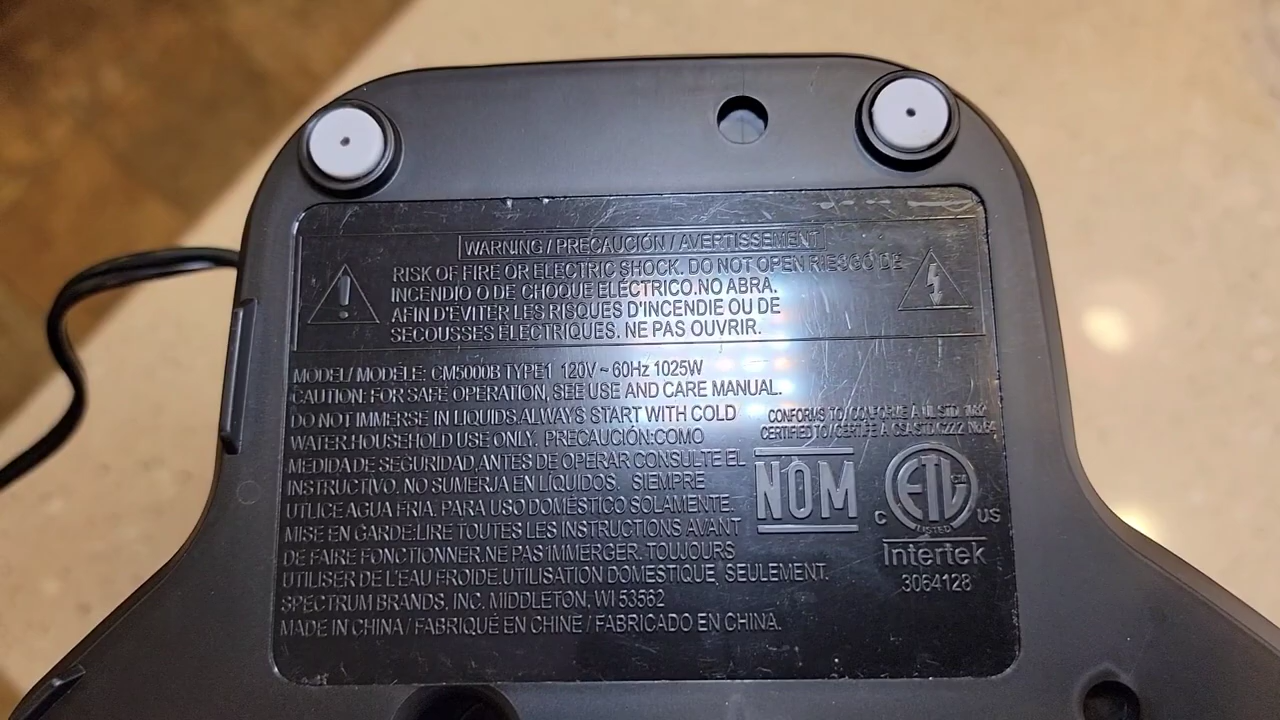 WARNING / PRECAUCIÓN / AVERTISSEMENT
RISK OF FIRE OR ELECTRIC SHOCK. DO NOT OPEN RIESGO DE
INCENDIO O DE CHOQUE ELÉCTRICO.NO ABRA.
AFIN D'ÉVITER LES RISQUES D'INCENDIE OU DE
SECOUSSES ÉLECTRIQUES. NE PAS OUVRIR.
MODEL/ MODÈLE: CM5000B TYPE1 120V ~ 60Hz 1025W
CAUTION: FOR SAFE OPERATION, SEE USE AND CARE MANUAL.
DO NOT IMMERSE IN LIQUIDS.ALWAYS START WITH COLD
WATER.HOUSEHOLD USE ONLY. PRECAUCIÓN:COMO
MEDIDA DE SEGURIDAD,ANTES DE OPERAR CONSULTE EL
INSTRUCTIVO. NO SUMERJA EN LÍQUIDOS. SIEMPRE
UTLICE AGUA FRIA. PARA USO DOMÉSTICO SOLAMENTE.
MISE EN GARDE:LIRE TOUTES LES INSTRUCTIONS AVANT
DE FAIRE FONCTIONNER.NE PAS IMMERGER. TOUJOURS
UTILISER DE L'EAU FROIDE.UTILISATION DOMESTIQUE, SEULEMENT.
SPECTRUM BRANDS, INC. MIDDLETON, WI 53562
MADE IN CHINA / FABRIQUÉ EN CHINE / FABRICADO EN CHINA.
CONFORMS TO/ CONFORME A UL STD. 1082
CERTIFIED TO/ CERTIFE A CSA STD C22.2 No.64
NOM
ETL CM
LISTED
C US
Intertek
3064128